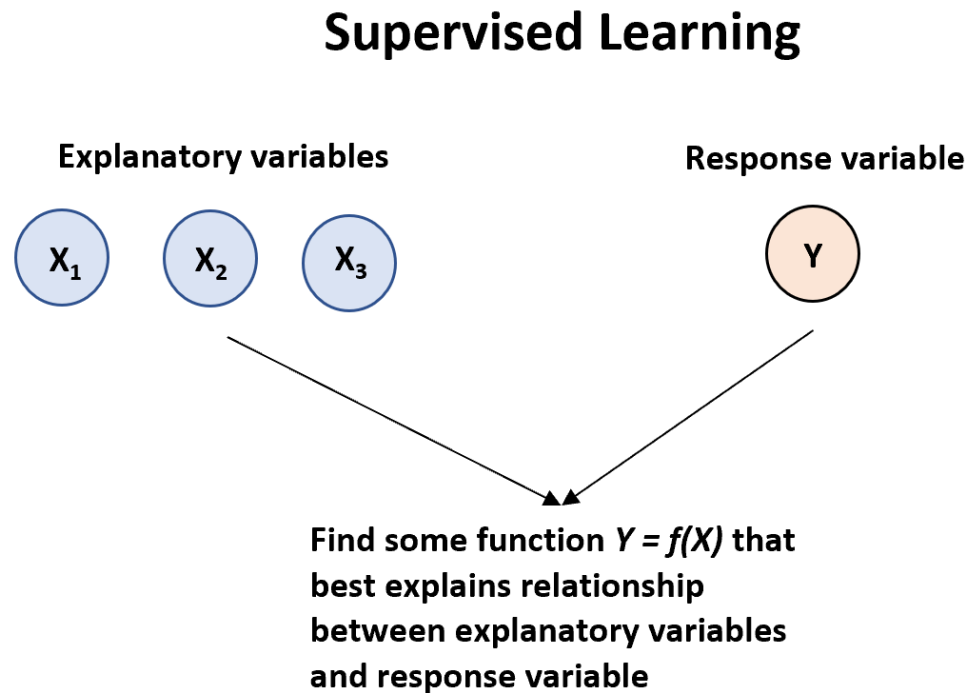 Supervised Learning
Explanatory variables
Response variable
X₁
X₂
X₃
Y
Find some function Y = f(X) that
best explains relationship
between explanatory variables
and response variable